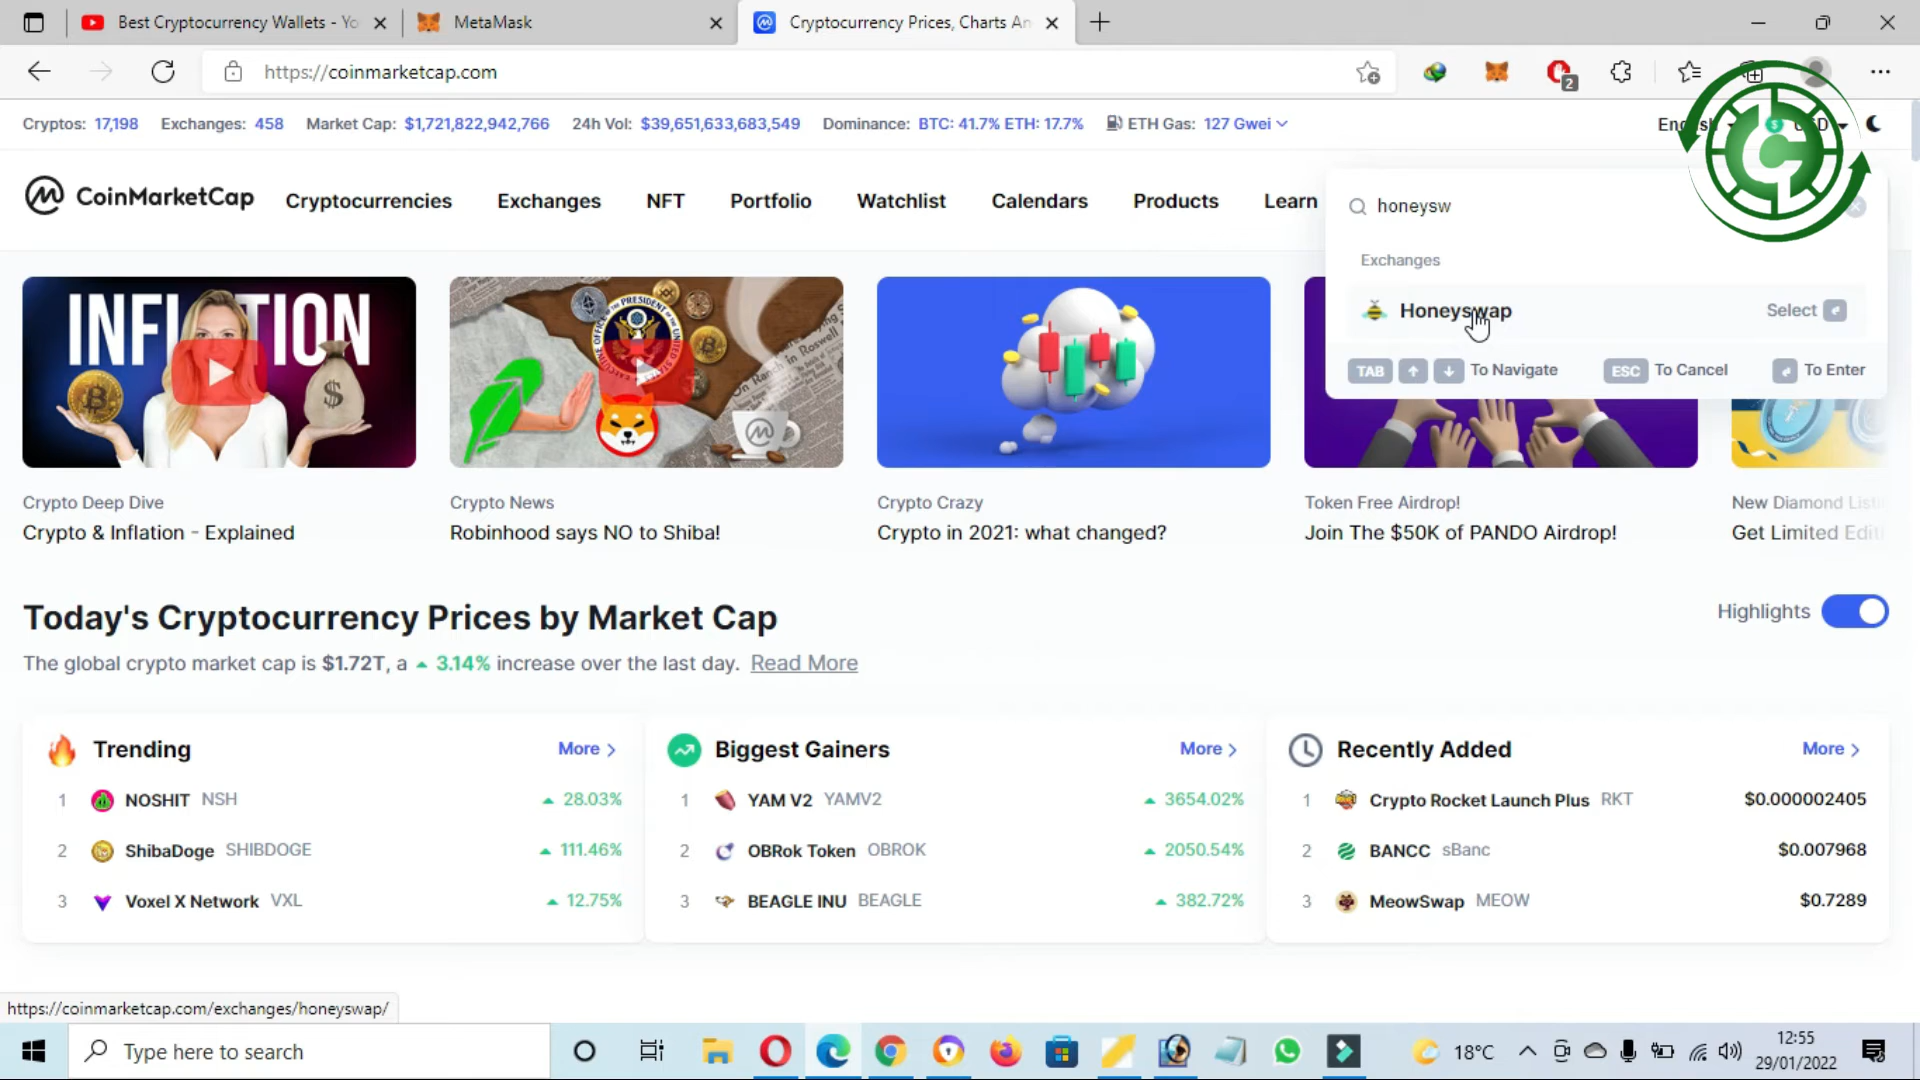 Best Cryptocurrency Wallets - Yo
MetaMask
Cryptocurrency Prices, Charts An
https://coinmarketcap.com
2
Cryptos: 17,198 Exchanges: 458 Market Cap: $1,721,822,942,766 24h Vol: $39,651,633,683,549 Dominance: BTC: 41.7% ETH: 17.7% ETH Gas: 127 Gwei
CoinMarketCap
Cryptocurrencies Exchanges NFT Portfolio Watchlist Calendars Products Learn
honeysw
Exchanges
Honeyswap Select
TAB To Navigate ESC To Cancel To Enter
INFLATION
Crypto Deep Dive
Crypto & Inflation - Explained
Crypto News
Robinhood says NO to Shiba!
Crypto Crazy
Crypto in 2021: what changed?
Token Free Airdrop!
Join The $50K of PANDO Airdrop!
New Diamond
Get Limited
Today's Cryptocurrency Prices by Market Cap
Highlights
The global crypto market cap is $1.72T, a 3.14% increase over the last day. Read More
Trending More
1 NOSHIT NSH 28.03%
2 ShibaDoge SHIBDOGE 111.46%
3 Voxel X Network VXL 12.75%
Biggest Gainers More
1 YAM V2 YAMV2 3654.02%
2 OBRok Token OBROK 2050.54%
3 BEAGLE INU BEAGLE 382.72%
Recently Added More
1 Crypto Rocket Launch Plus RKT $0.000002405
2 BANCC sBanc $0.007968
3 MeowSwap MEOW $0.7289
https://coinmarketcap.com/exchanges/honeyswap/
Type here to search
18°C
12:55
29/01/2022